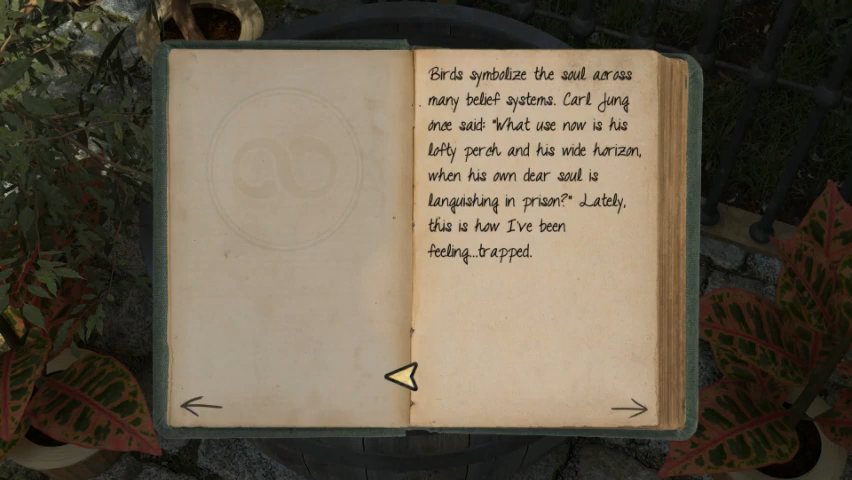 Birds symbolize the soul across
many belief systems. Carl Jung
once said: "What use now is his
lofty perch and his wide horizon,
when his own dear soul is
languishing in prison?" Lately,
this is how I've been
feeling...trapped.